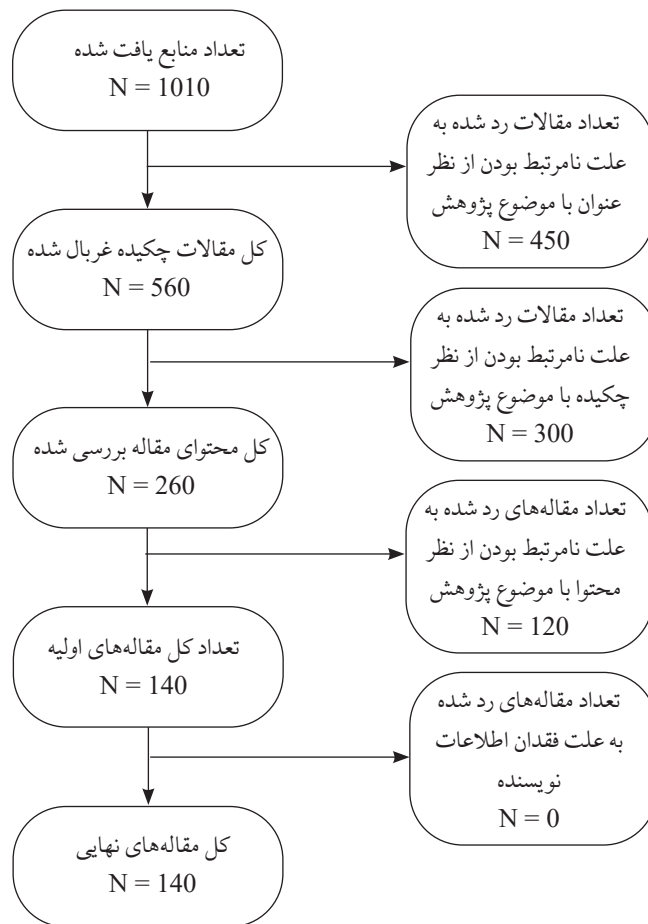 تعداد منابع یافت شده
N = 1010
تعداد مقالات رد شده به
علت نامرتبط بودن از نظر
عنوان با موضوع پژوهش
N = 450
کل مقالات چکیده غربال شده
N = 560
تعداد مقالات رد شده به
علت نامرتبط بودن از نظر
چکیده با موضوع پژوهش
N = 300
کل محتوای مقاله بررسی شده
N = 260
تعداد مقاله‌های رد شده به
علت نامرتبط بودن از نظر
محتوا با موضوع پژوهش
N = 120
تعداد کل مقاله‌های اولیه
N = 140
تعداد مقاله‌های رد شده
به علت فقدان اطلاعات
نویسنده
N = 0
کل مقاله‌های نهایی
N = 140